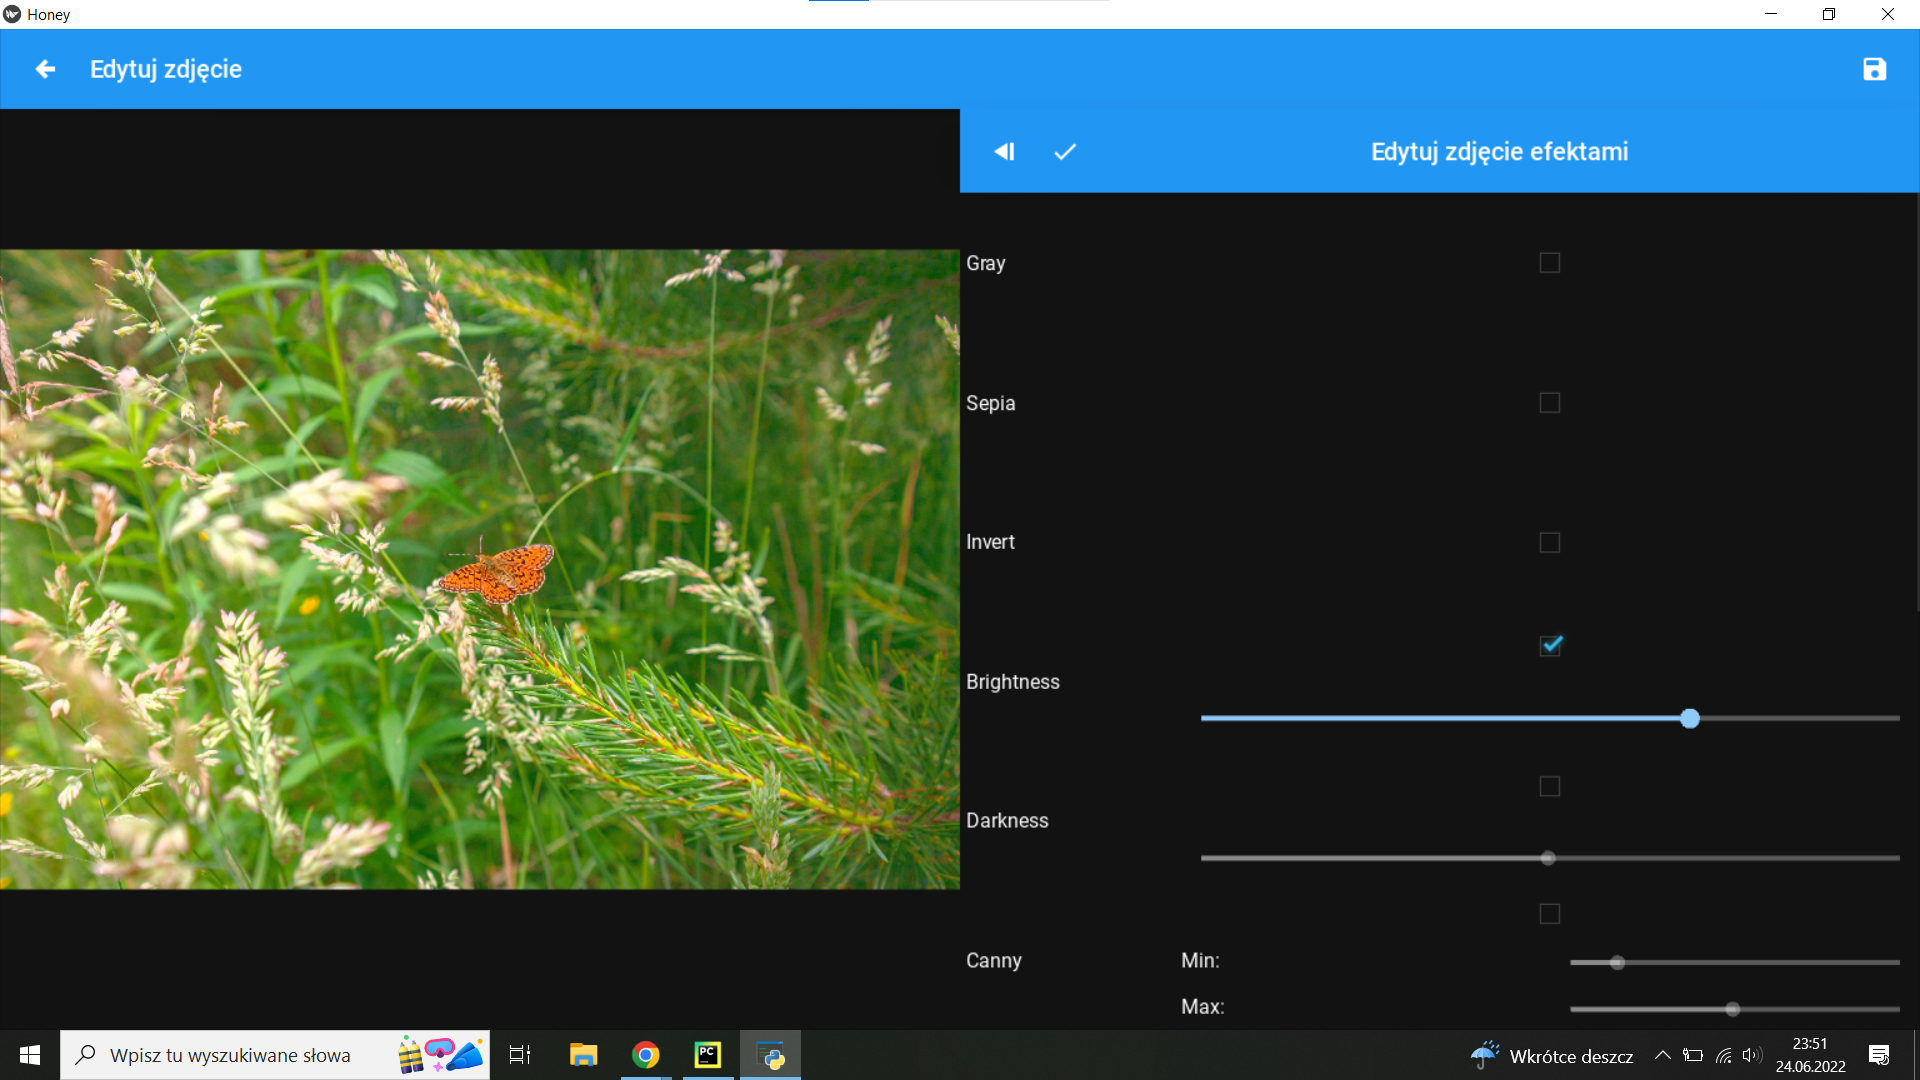 Honey
Edytuj zdjęcie
Edytuj zdjęcie efektami
Gray
Sepia
Invert
Brightness
Darkness
Canny
Min:
Max:
Wpisz tu wyszukiwane słowa
PC
Wkrótce deszcz
23:51
24.06.2022